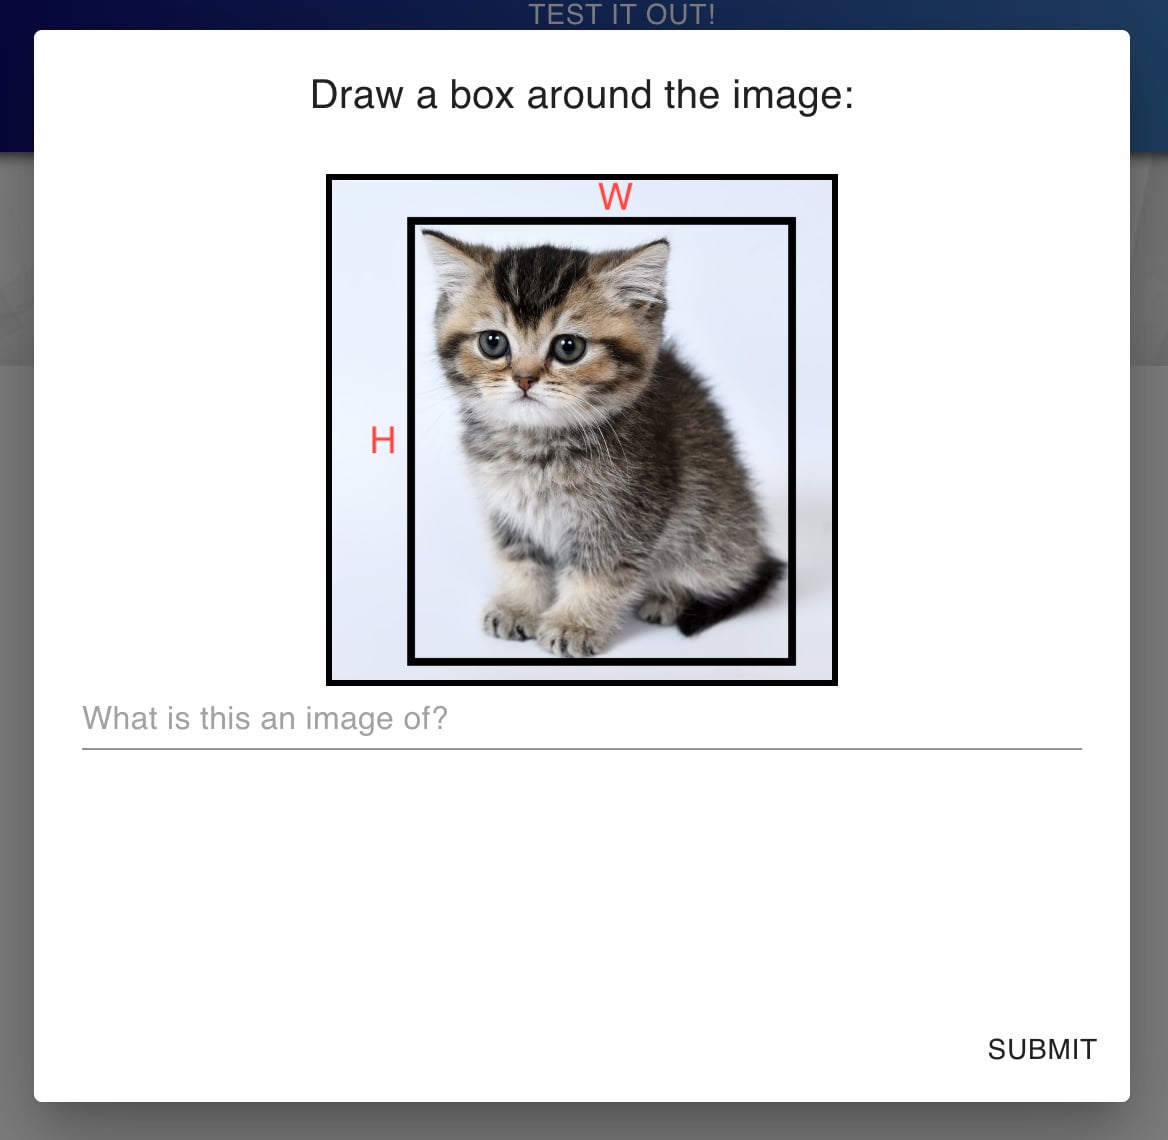 TEST IT OUT!
Draw a box around the image:
W
H
What is this an image of?
SUBMIT